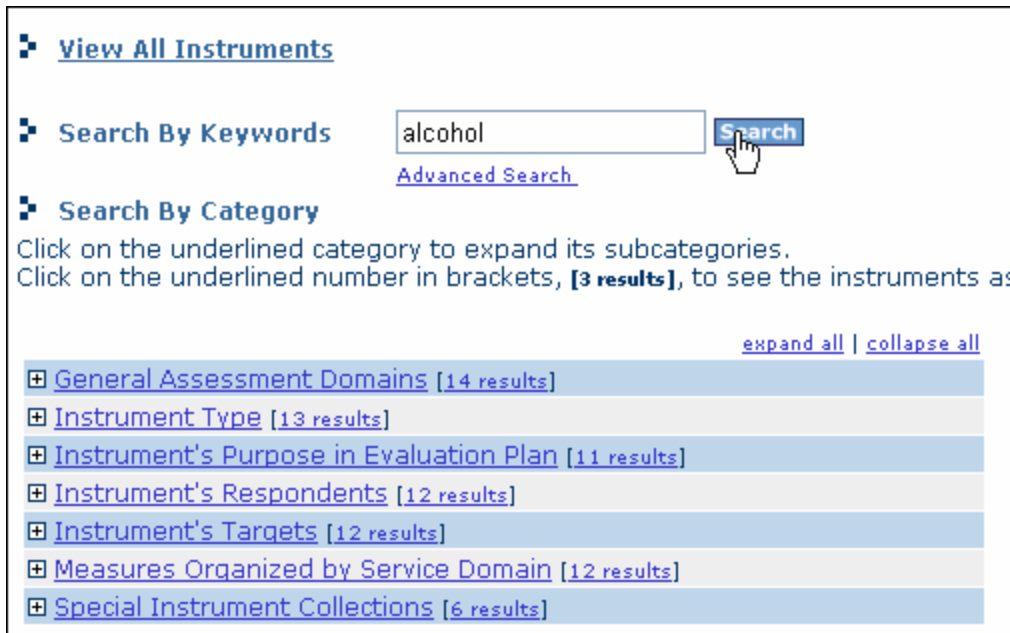 View All Instruments
Search By Keywords alcohol Search
Advanced Search
Search By Category
Click on the underlined category to expand its subcategories.
Click on the underlined number in brackets, [3 results], to see the instruments as
expand all | collapse all
General Assessment Domains [14 results]
Instrument Type [13 results]
Instrument's Purpose in Evaluation Plan [11 results]
Instrument's Respondents [12 results]
Instrument's Targets [12 results]
Measures Organized by Service Domain [12 results]
Special Instrument Collections [6 results]